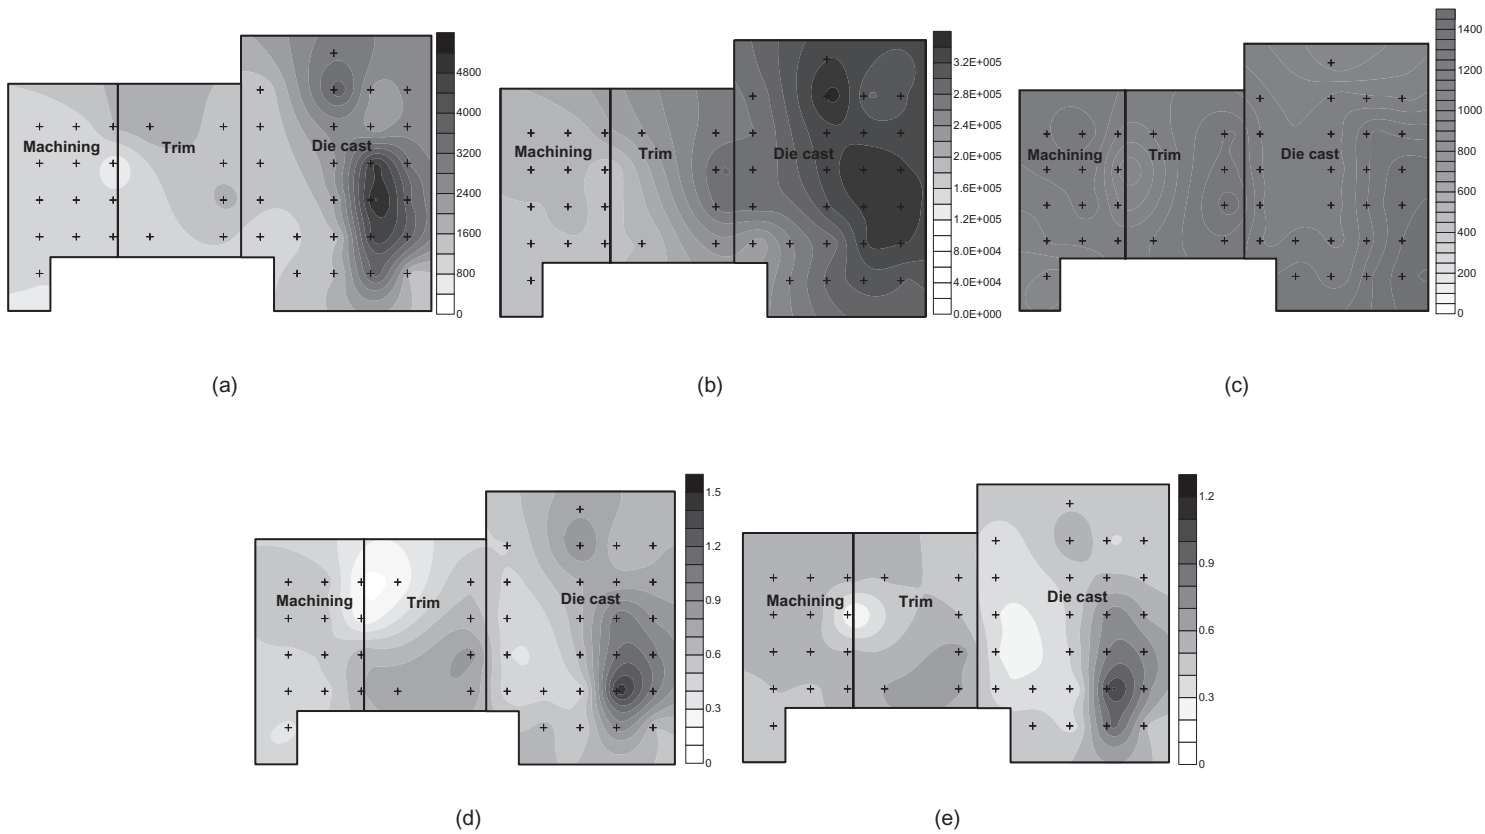 Machining
Trim
Die cast
4800
4000
3200
2400
1600
800
0
(a)
Machining
Trim
Die cast
3.2E+005
2.8E+005
2.4E+005
2.0E+005
1.6E+005
1.2E+005
8.0E+004
4.0E+004
0.0E+000
(b)
Machining
Trim
Die cast
1400
1200
1000
800
600
400
200
0
(c)
Machining
Trim
Die cast
1.5
1.2
0.9
0.6
0.3
0
(d)
Machining
Trim
Die cast
1.2
0.9
0.6
0.3
0
(e)